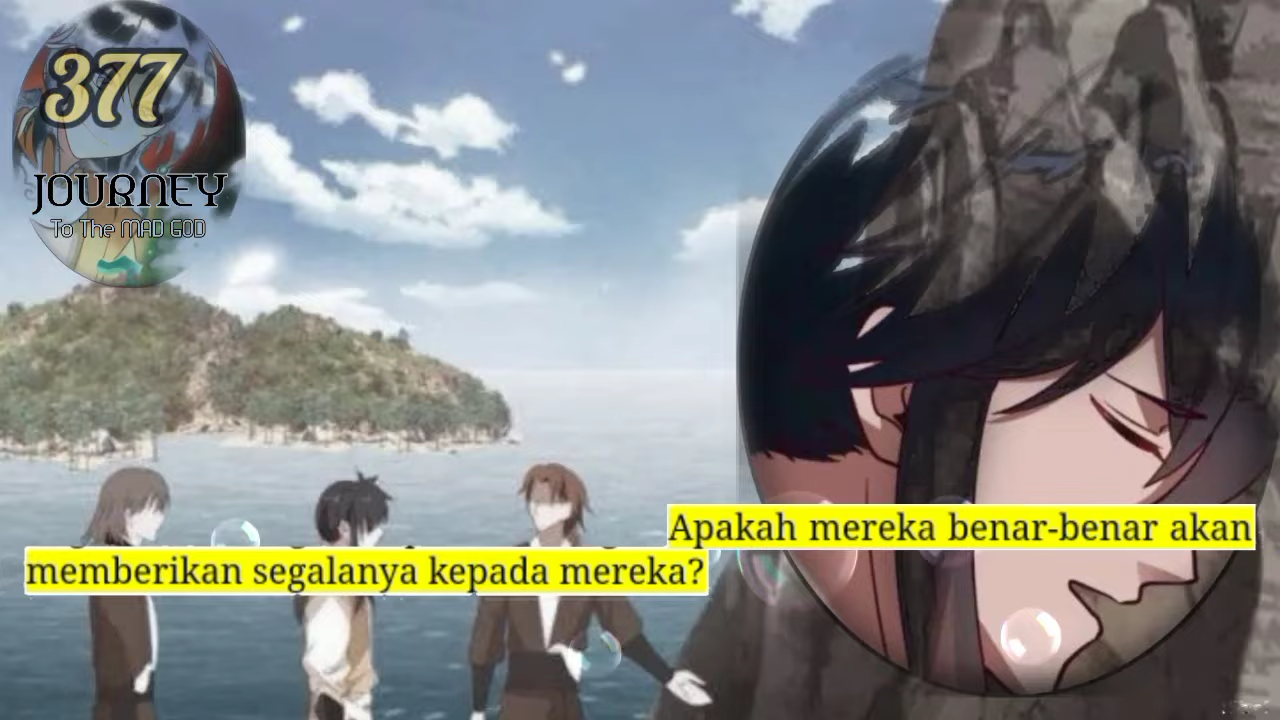 377
JOURNEY
To The MAD GOD
Apakah mereka benar-benar akan
memberikan segalanya kepada mereka?